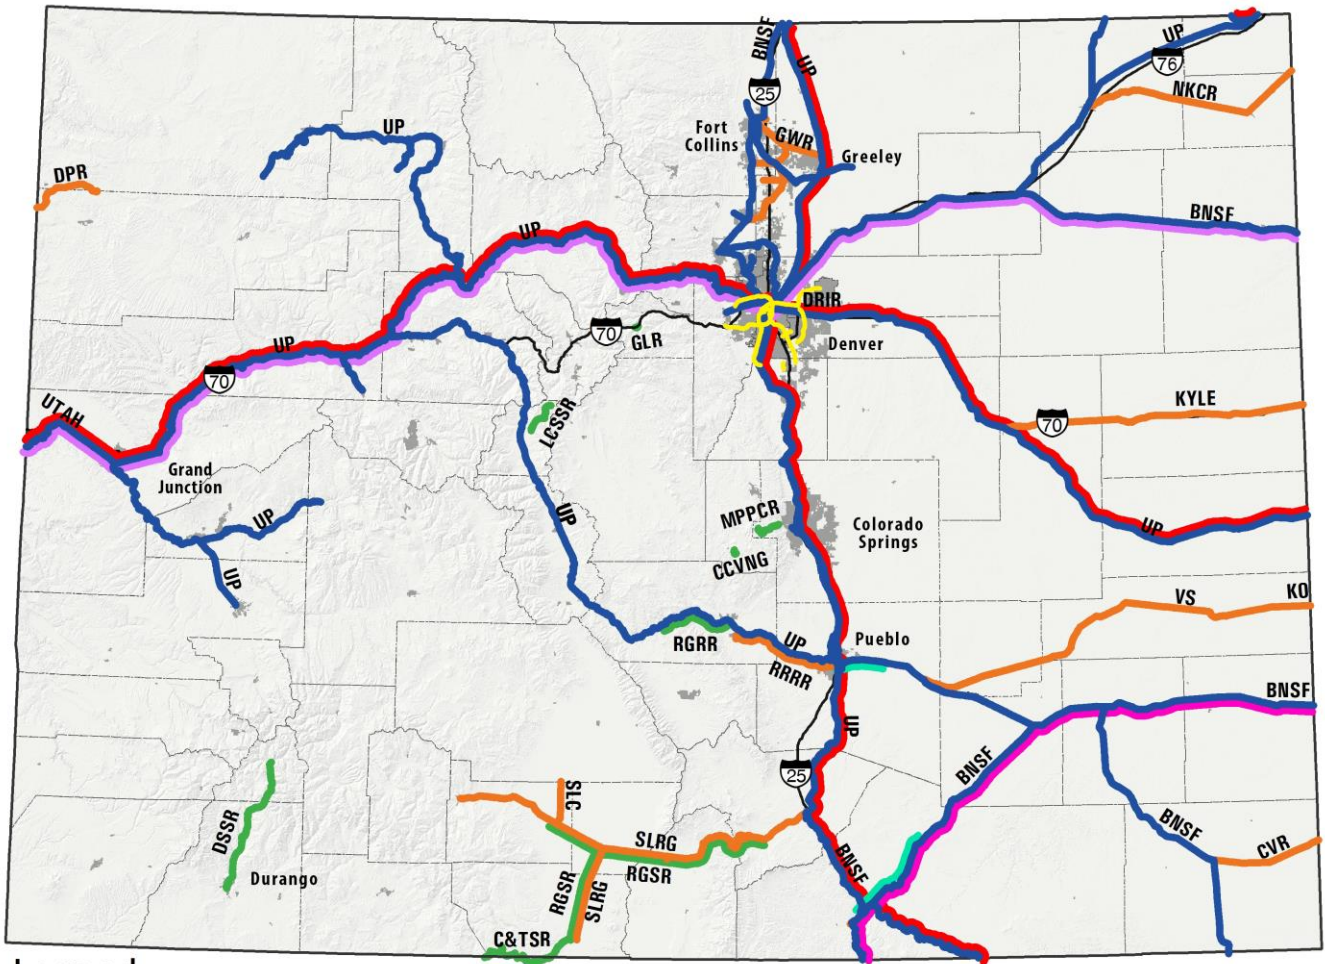 BNSF
UP
25
UP
76
NKCR
Fort
Collins
GWR
Greeley
UP
DPR
BNSF
UP
DRIR
70
GLR
Denver
UP
70
UTAH
LCSSR
KYLE
70
Grand
Junction
UP
UP
MPPCR
Colorado
Springs
UP
CCVNG
UP
VS
KO
RGRR
UP
Pueblo
RRRR
BNSF
UP
BNSF
25
SLC
DSSR
SLRG
BNSF
BNSF
CVR
RGSR
Durango
RGSR
SLRG
C&TSR